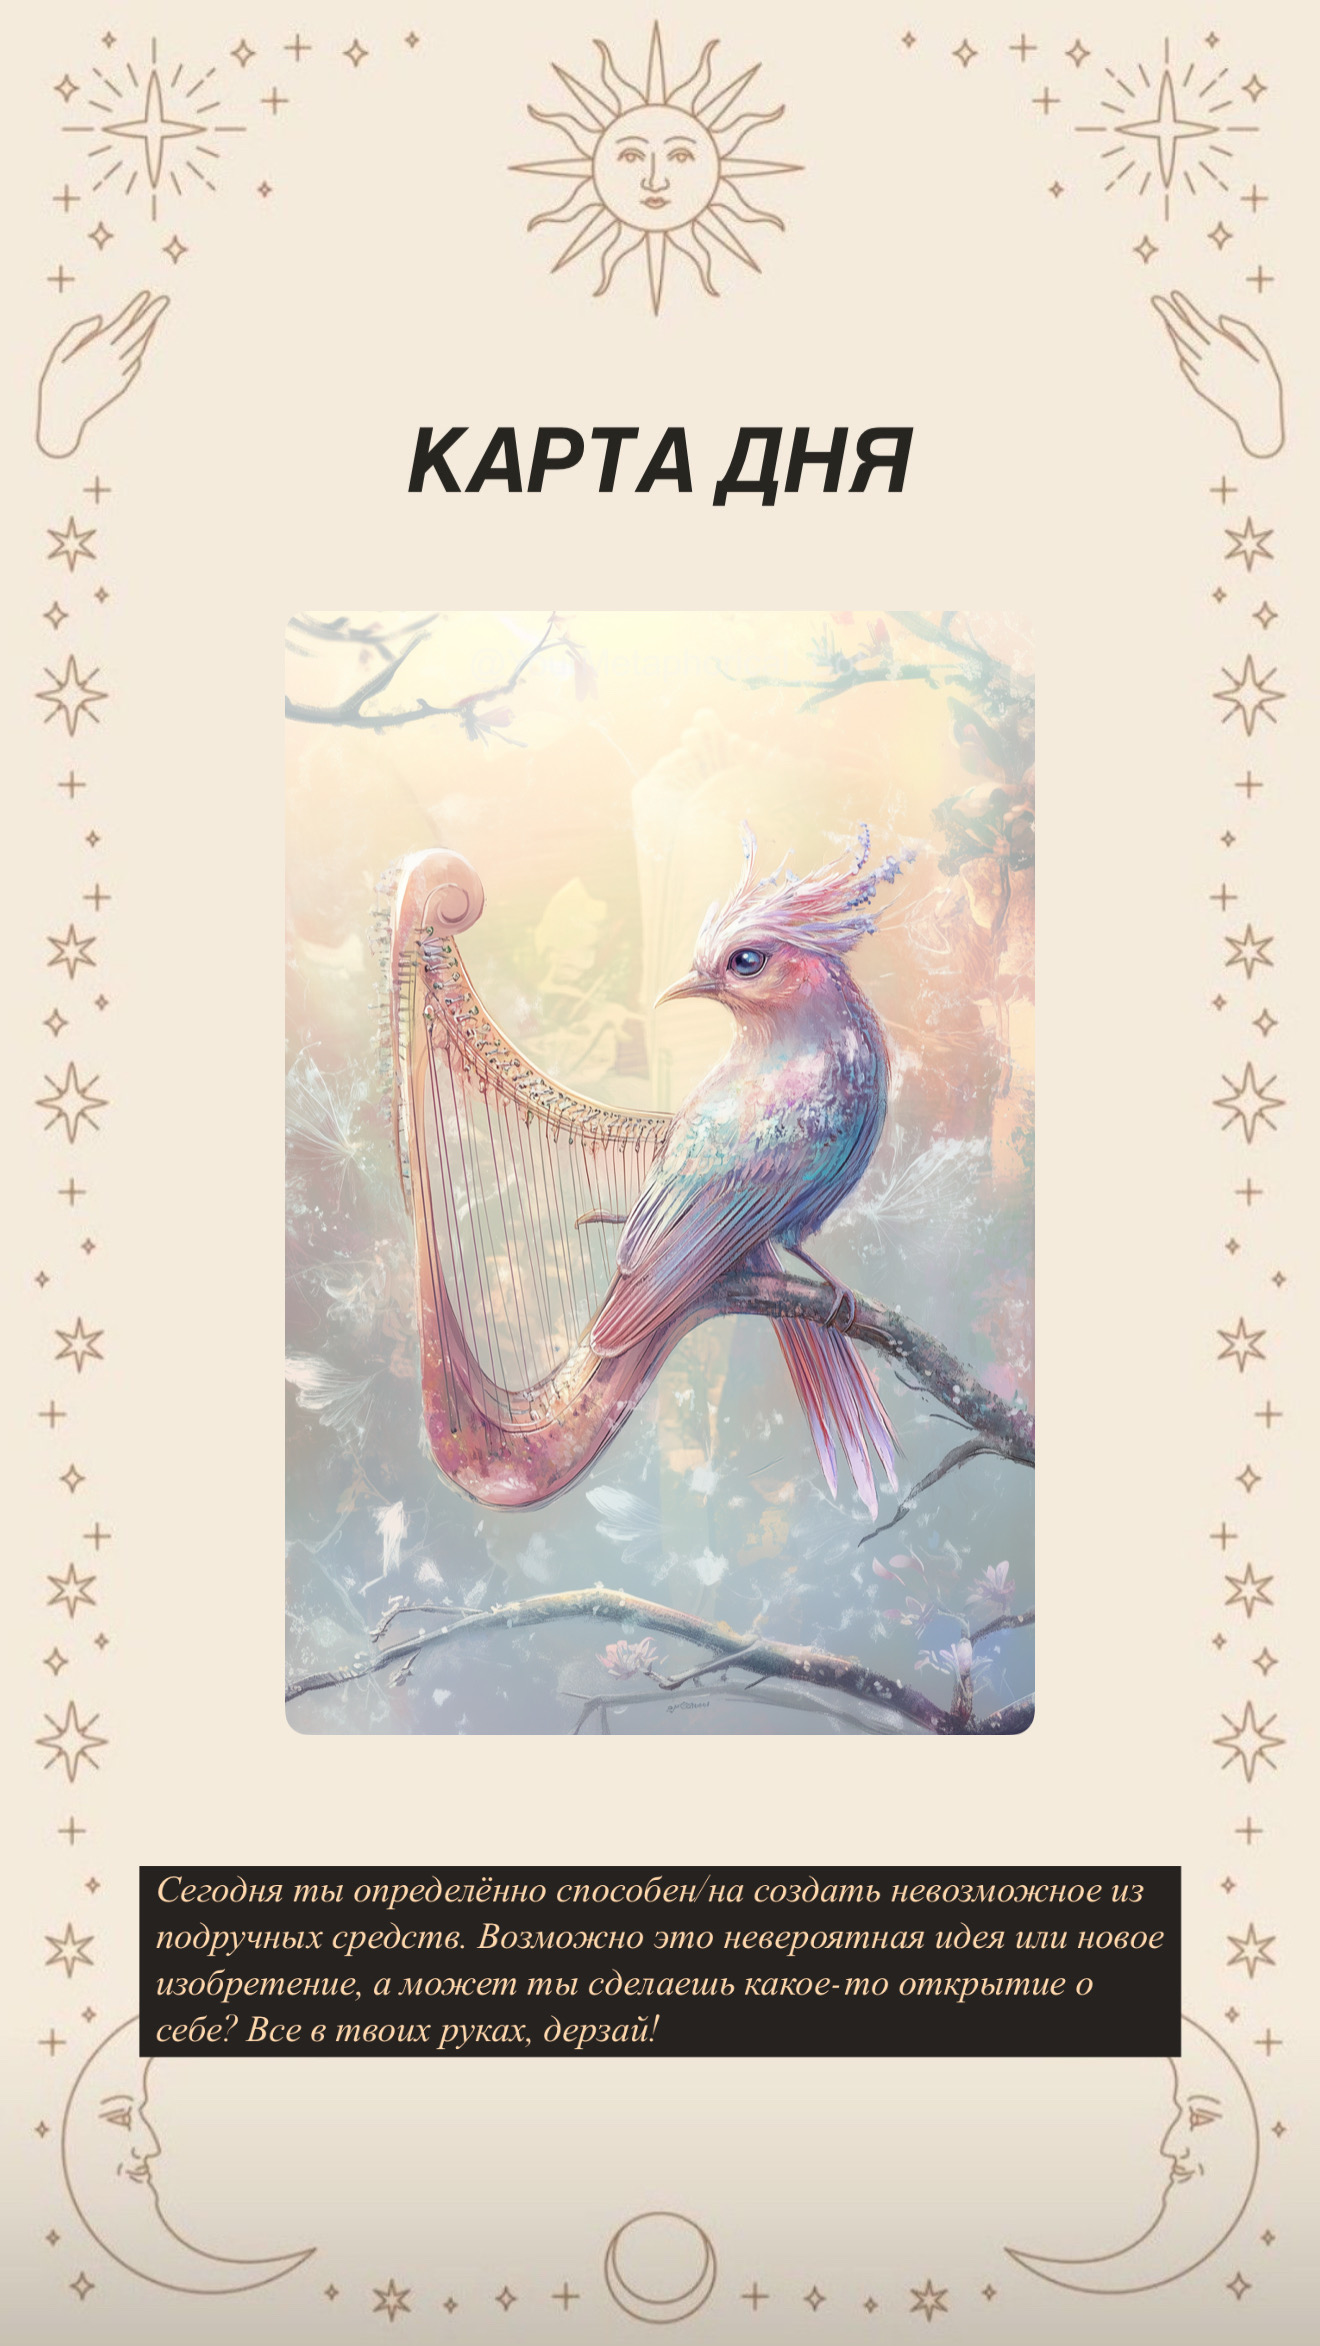 КАРТА ДНЯ
Сегодня ты определённо способен/на создать невозможное из
подручных средств. Возможно это невероятная идея или новое
изобретение, а может ты сделаешь какое-то открытие о
себе? Все в твоих руках, дерзай!